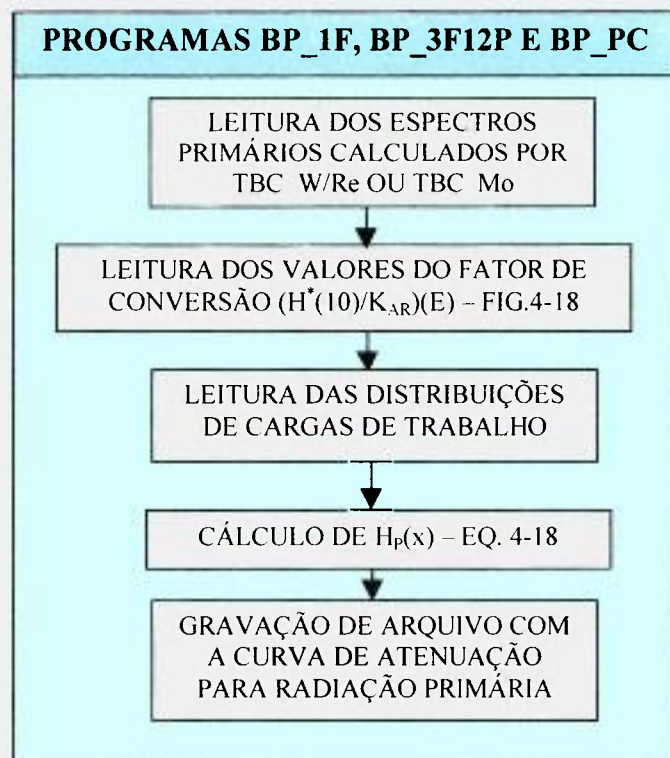 PROGRAMAS BP_1F, BP_3F12P E BP_PC
LEITURA DOS ESPECTROS
PRIMÁRIOS CALCULADOS POR
TBC W/Re OU TBC Mo
LEITURA DOS VALORES DO FATOR DE
CONVERSÃO (H*(10)/K_AR)(E) – FIG.4-18
LEITURA DAS DISTRIBUIÇÕES
DE CARGAS DE TRABALHO
CÁLCULO DE H_P(x) – EQ. 4-18
GRAVAÇÃO DE ARQUIVO COM
A CURVA DE ATENUAÇÃO
PARA RADIAÇÃO PRIMÁRIA